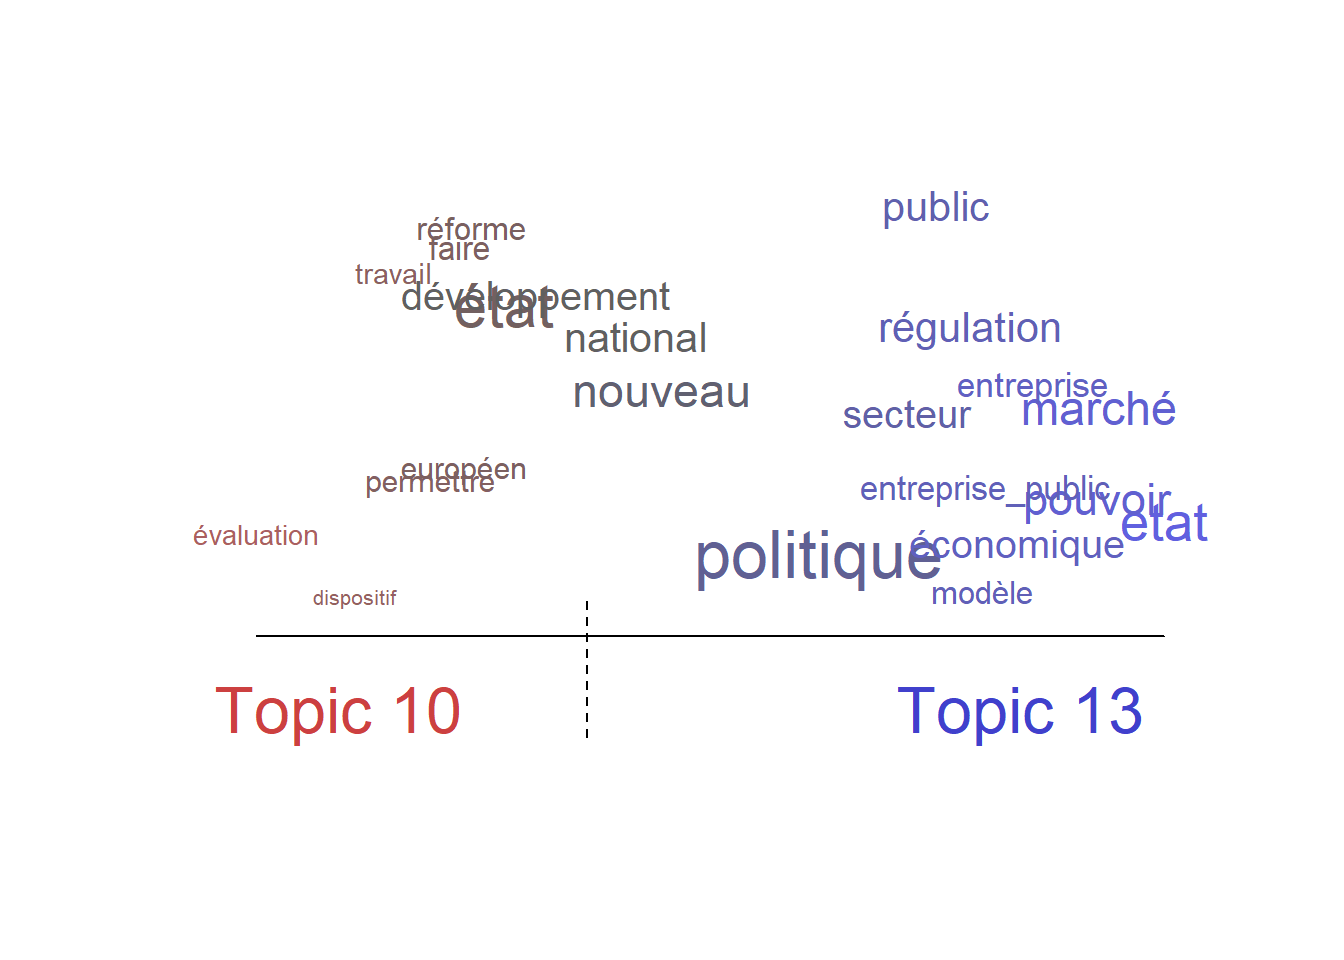 public
réforme
faire
travail
développement
état
régulation
national
entreprise
nouveau
marché
secteur
européen
permettre
entreprise_public
pouvoir
etat
évaluation
économique
politique
modèle
dispositif
Topic 10
Topic 13